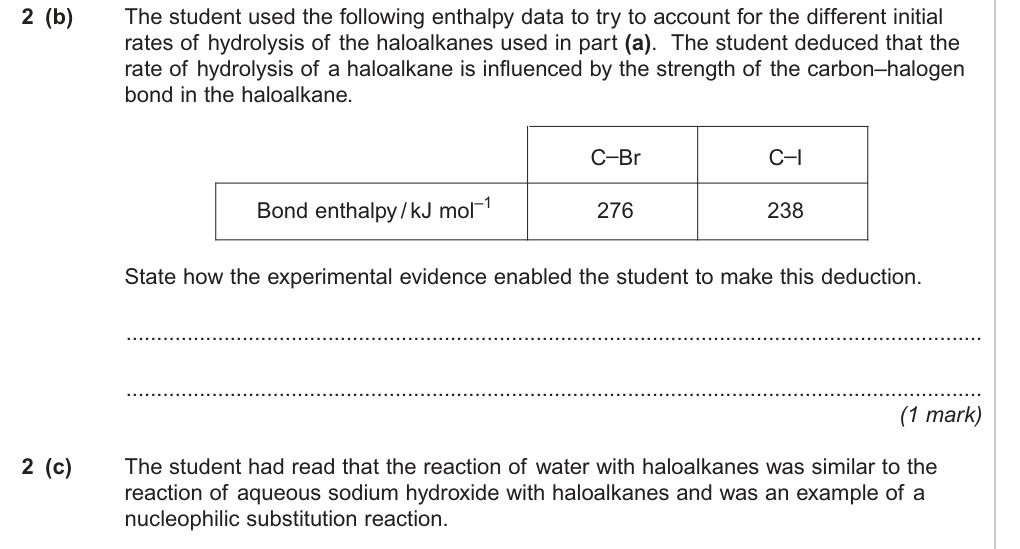 2 (b) The student used the following enthalpy data to try to account for the different initial
rates of hydrolysis of the haloalkanes used in part (a). The student deduced that the
rate of hydrolysis of a haloalkane is influenced by the strength of the carbon–halogen
bond in the haloalkane.
C–Br C–I
Bond enthalpy / kJ mol⁻¹ 276 238
State how the experimental evidence enabled the student to make this deduction.
(1 mark)
2 (c) The student had read that the reaction of water with haloalkanes was similar to the
reaction of aqueous sodium hydroxide with haloalkanes and was an example of a
nucleophilic substitution reaction.